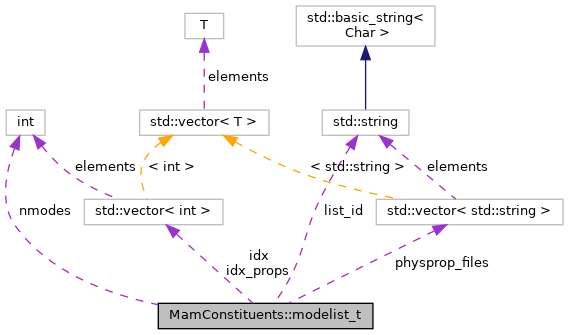 std::basic_string<
Char >
T
elements
int
std::vector< T >
std::string
elements
< int >
< std::string >
elements
nmodes
std::vector< int >
list_id
std::vector< std::string >
idx
idx_props
physprop_files
MamConstituents::modelist_t